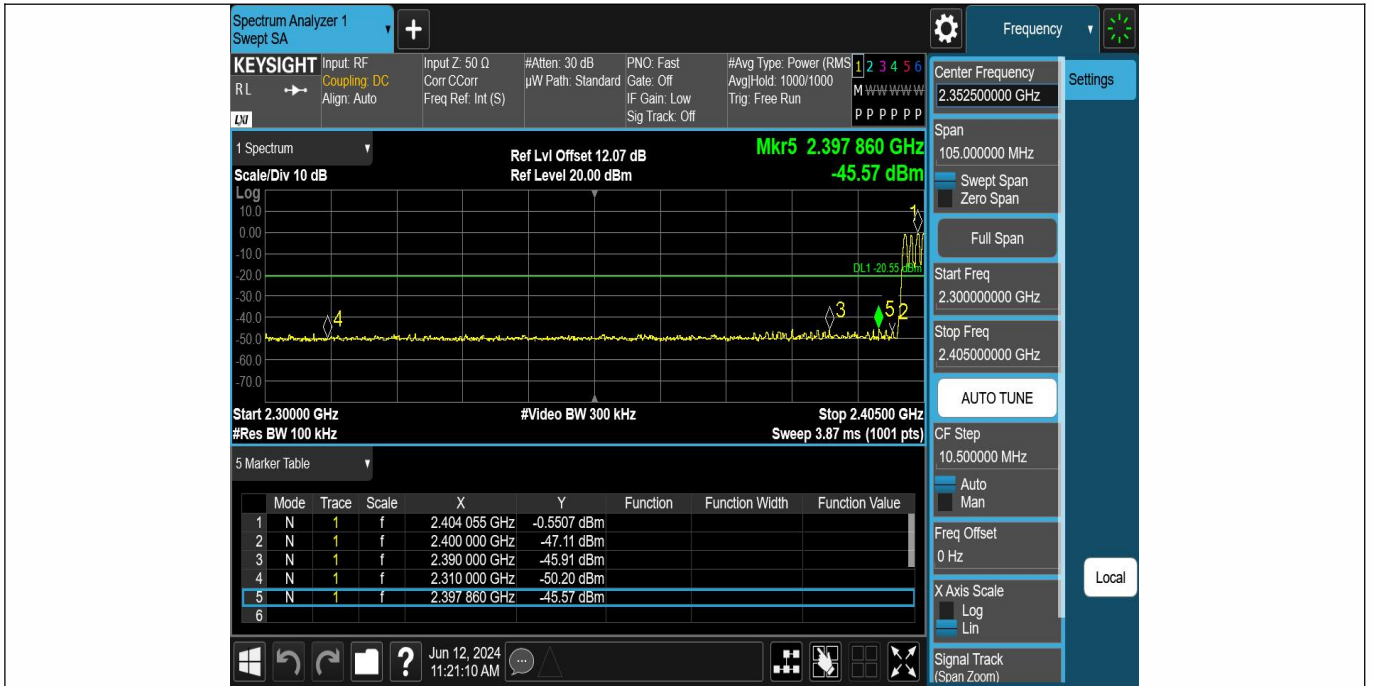 Spectrum Analyzer 1
Swept SA
+
Frequency
KEYSIGHT
RL
LXI
Input: RF
Coupling: DC
Align: Auto
Input Z: 50 Ω
Corr CCorr
Freq Ref: Int (S)
#Atten: 30 dB
µW Path: Standard
PNO: Fast
Gate: Off
IF Gain: Low
Sig Track: Off
#Avg Type: Power (RMS
Avg|Hold: 1000/1000
Trig: Free Run
1 2 3 4 5 6
M W W W W W
P P P P P P
Center Frequency
2.352500000 GHz
Settings
Span
105.000000 MHz
Swept Span
Zero Span
Full Span
Start Freq
2.300000000 GHz
Stop Freq
2.405000000 GHz
AUTO TUNE
CF Step
10.500000 MHz
Auto
Man
Freq Offset
0 Hz
X Axis Scale
Log
Lin
Signal Track
(Span Zoom)
Local
1 Spectrum
Scale/Div 10 dB
Ref Lvl Offset 12.07 dB
Ref Level 20.00 dBm
Mkr5 2.397 860 GHz
-45.57 dBm
Log
10.0
0.00
-10.0
-20.0
-30.0
-40.0
-50.0
-60.0
-70.0
1
DL1 -20.55 dBm
4
3
5
2
Start 2.30000 GHz
#Video BW 300 kHz
Stop 2.40500 GHz
#Res BW 100 kHz
Sweep 3.87 ms (1001 pts)
5 Marker Table
Mode Trace Scale X Y Function Function Width Function Value
1 N 1 f 2.404 055 GHz -0.5507 dBm
2 N 1 f 2.400 000 GHz -47.11 dBm
3 N 1 f 2.390 000 GHz -45.91 dBm
4 N 1 f 2.310 000 GHz -50.20 dBm
5 N 1 f 2.397 860 GHz -45.57 dBm
6
?
Jun 12, 2024
11:21:10 AM